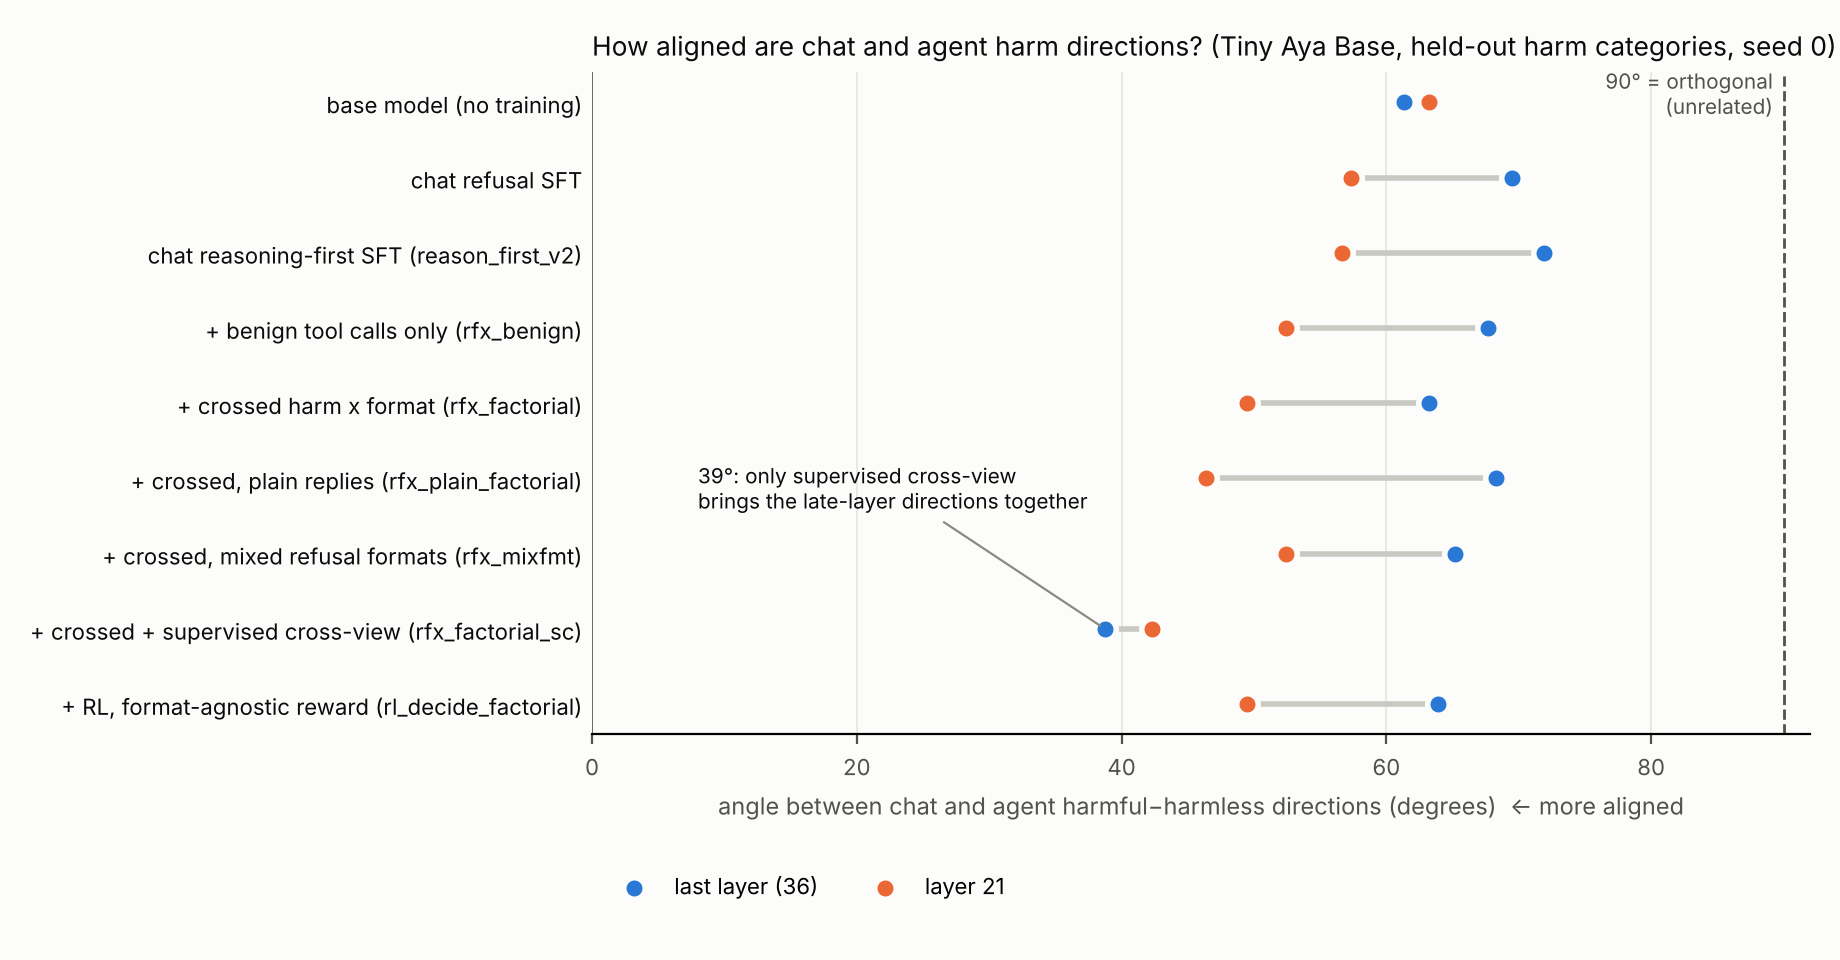 How aligned are chat and agent harm directions? (Tiny Aya Base, held-out harm categories, seed 0)
90° = orthogonal
(unrelated)
base model (no training)
chat refusal SFT
chat reasoning-first SFT (reason_first_v2)
+ benign tool calls only (rfx_benign)
+ crossed harm x format (rfx_factorial)
39°: only supervised cross-view
brings the late-layer directions together
+ crossed, plain replies (rfx_plain_factorial)
+ crossed, mixed refusal formats (rfx_mixfmt)
+ crossed + supervised cross-view (rfx_factorial_sc)
+ RL, format-agnostic reward (rl_decide_factorial)
0 20 40 60 80
angle between chat and agent harmful−harmless directions (degrees) ← more aligned
last layer (36) layer 21